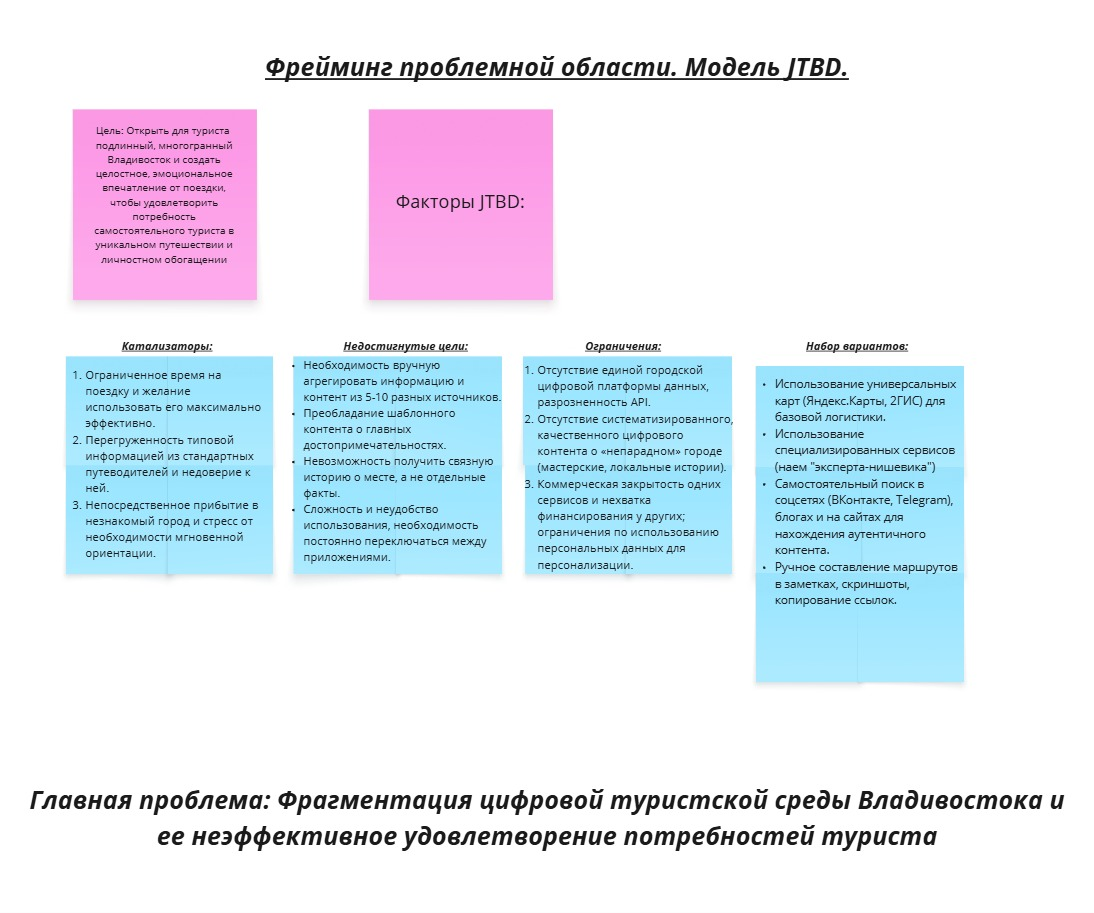 Фрейминг проблемной области. Модель JTBD.
Цель: Открыть для туриста
подлинный, многогранный
Владивосток и создать
целостное, эмоциональное
впечатление от поездки,
чтобы удовлетворить
потребность
самостоятельного туриста в
уникальном путешествии и
личностном обогащении
Факторы JTBD:
Катализаторы:
1. Ограниченное время на
поездку и желание
использовать его максимально
эффективно.
2. Перегруженность типовой
информацией из стандартных
путеводителей и недоверие к
ней.
3. Непосредственное прибытие в
незнакомый город и стресс от
необходимости мгновенной
ориентации.
Недостигнутые цели:
• Необходимость вручную
агрегировать информацию и
контент из 5-10 разных источников.
• Преобладание шаблонного
контента о главных
достопримечательностях.
• Невозможность получить связную
историю о месте, а не отдельные
факты.
• Сложность и неудобство
использования, необходимость
постоянно переключаться между
приложениями.
Ограничения:
1. Отсутствие единой городской
цифровой платформы данных,
разрозненность API.
2. Отсутствие систематизированного,
качественного цифрового
контента о «непарадном» городе
(мастерские, локальные истории).
3. Коммерческая закрытость одних
сервисов и нехватка
финансирования у других;
ограничения по использованию
персональных данных для
персонализации.
Набор вариантов:
• Использование универсальных
карт (Яндекс.Карты, 2ГИС) для
базовой логистики.
• Использование
специализированных сервисов
(наем "эксперта-нишевика")
• Самостоятельный поиск в
соцсетях (ВКонтакте, Telegram),
блогах и на сайтах для
нахождения аутентичного
контента.
• Ручное составление маршрутов
в заметках, скриншоты,
копирование ссылок.
Главная проблема: Фрагментация цифровой туристской среды Владивостока и
ее неэффективное удовлетворение потребностей туриста